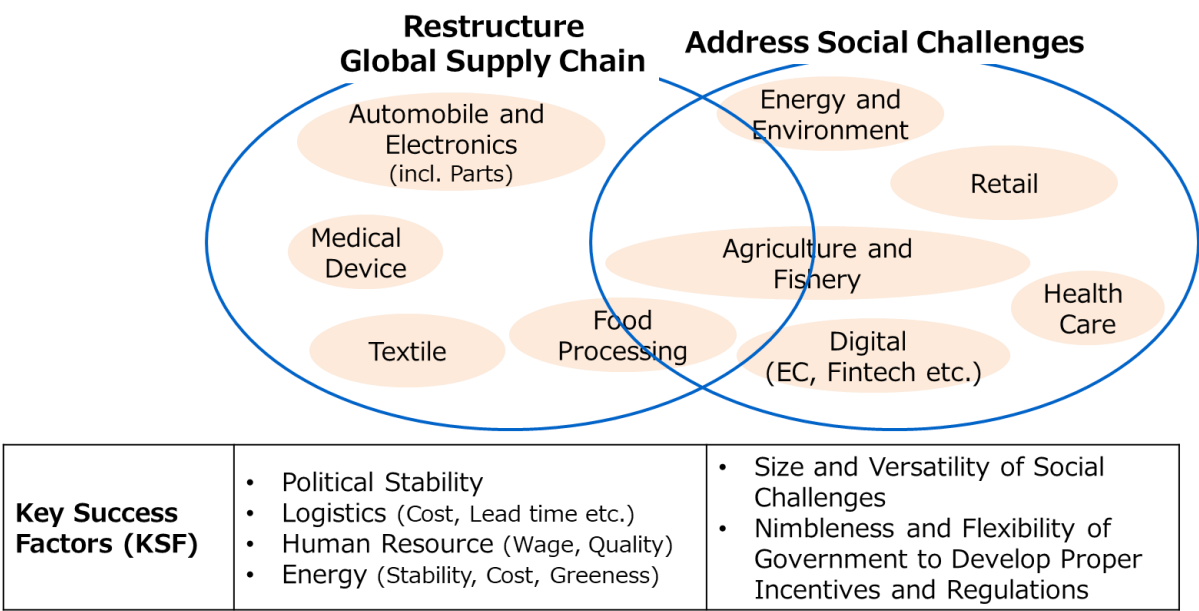 Restructure
Global Supply Chain
Address Social Challenges
Automobile and
Electronics
(incl. Parts)
Energy and
Environment
Retail
Medical
Device
Agriculture and
Fishery
Health
Care
Textile
Food
Processing
Digital
(EC, Fintech etc.)
Key Success
Factors (KSF)
• Political Stability
• Logistics (Cost, Lead time etc.)
• Human Resource (Wage, Quality)
• Energy (Stability, Cost, Greeness)
• Size and Versatility of Social
Challenges
• Nimbleness and Flexibility of
Government to Develop Proper
Incentives and Regulations